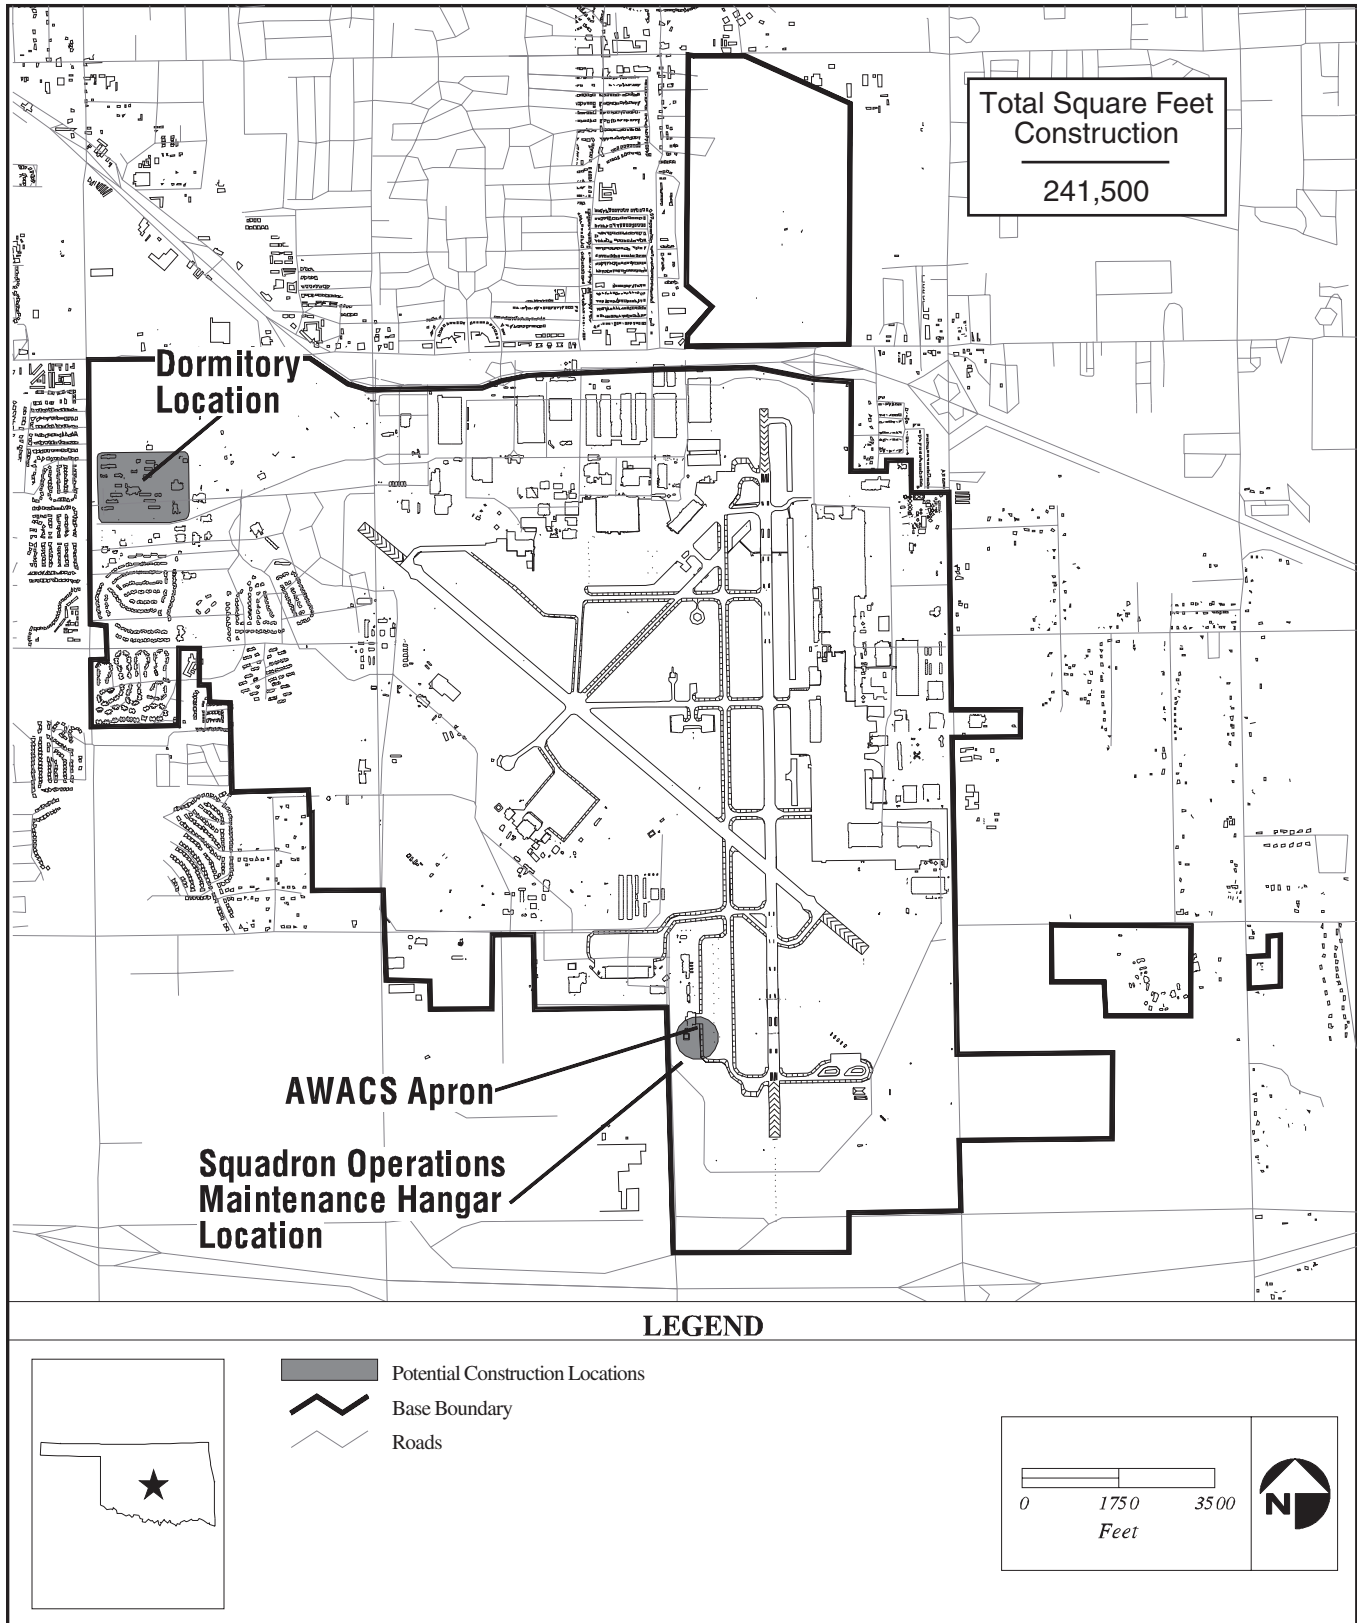 Total Square Feet
Construction
241,500
Dormitory
Location
AWACS Apron
Squadron Operations
Maintenance Hangar
Location
LEGEND
Potential Construction Locations
Base Boundary
Roads
0 1750 3500
Feet
N